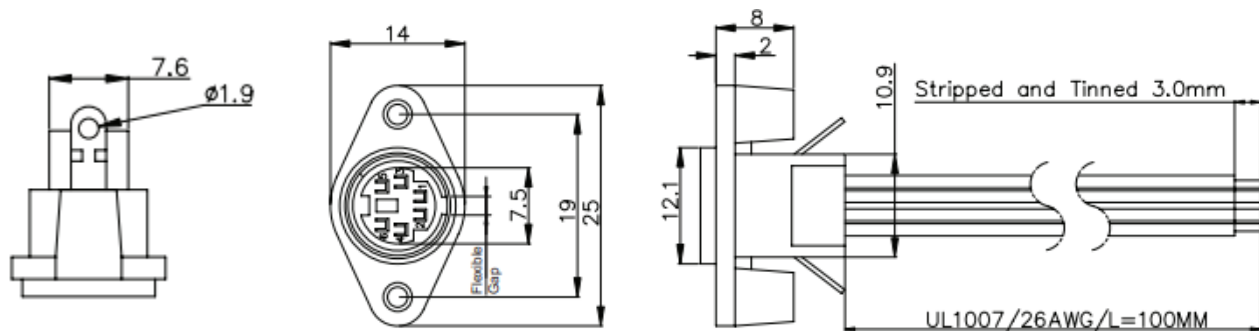 7.6
ø1.9
14
7.5
19
25
Flexible
Gap
8
2
10.9
12.1
Stripped and Tinned 3.0mm
UL1007/26AWG/L=100MM